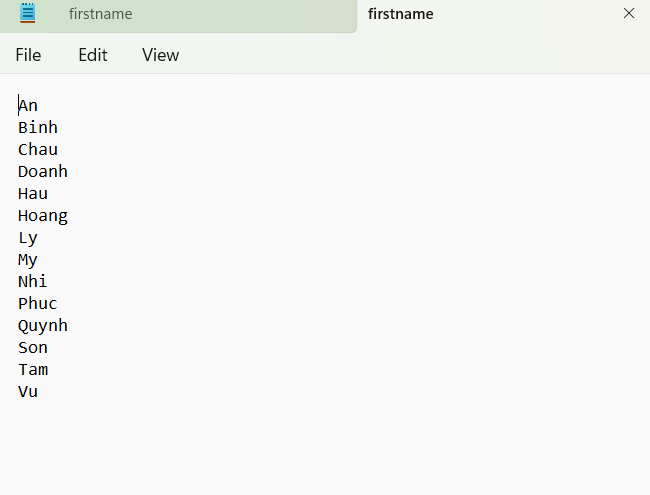 firstname
firstname
File Edit View
An
Binh
Chau
Doanh
Hau
Hoang
Ly
My
Nhi
Phuc
Quynh
Son
Tam
Vu